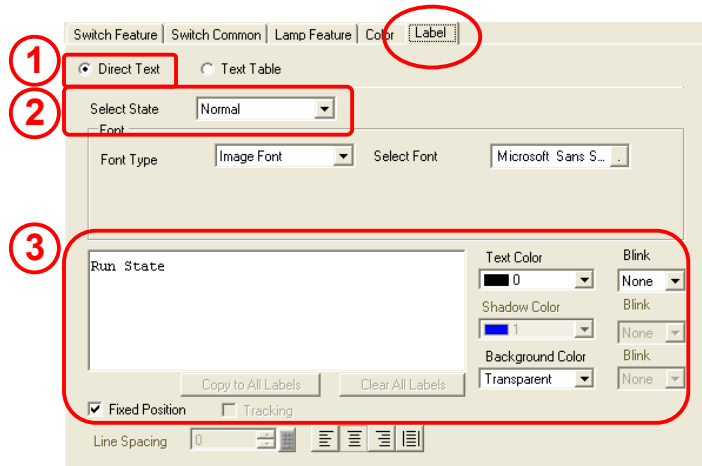 Switch Feature Switch Common Lamp Feature Color Label
1 Direct Text Text Table
2 Select State Normal
Font
Font Type Image Font Select Font Microsoft Sans S... .
3
Run State
Text Color Blink
0 None
Shadow Color Blink
1 None
Background Color Blink
Transparent None
Copy to All Labels Clear All Labels
Fixed Position Tracking
Line Spacing 0